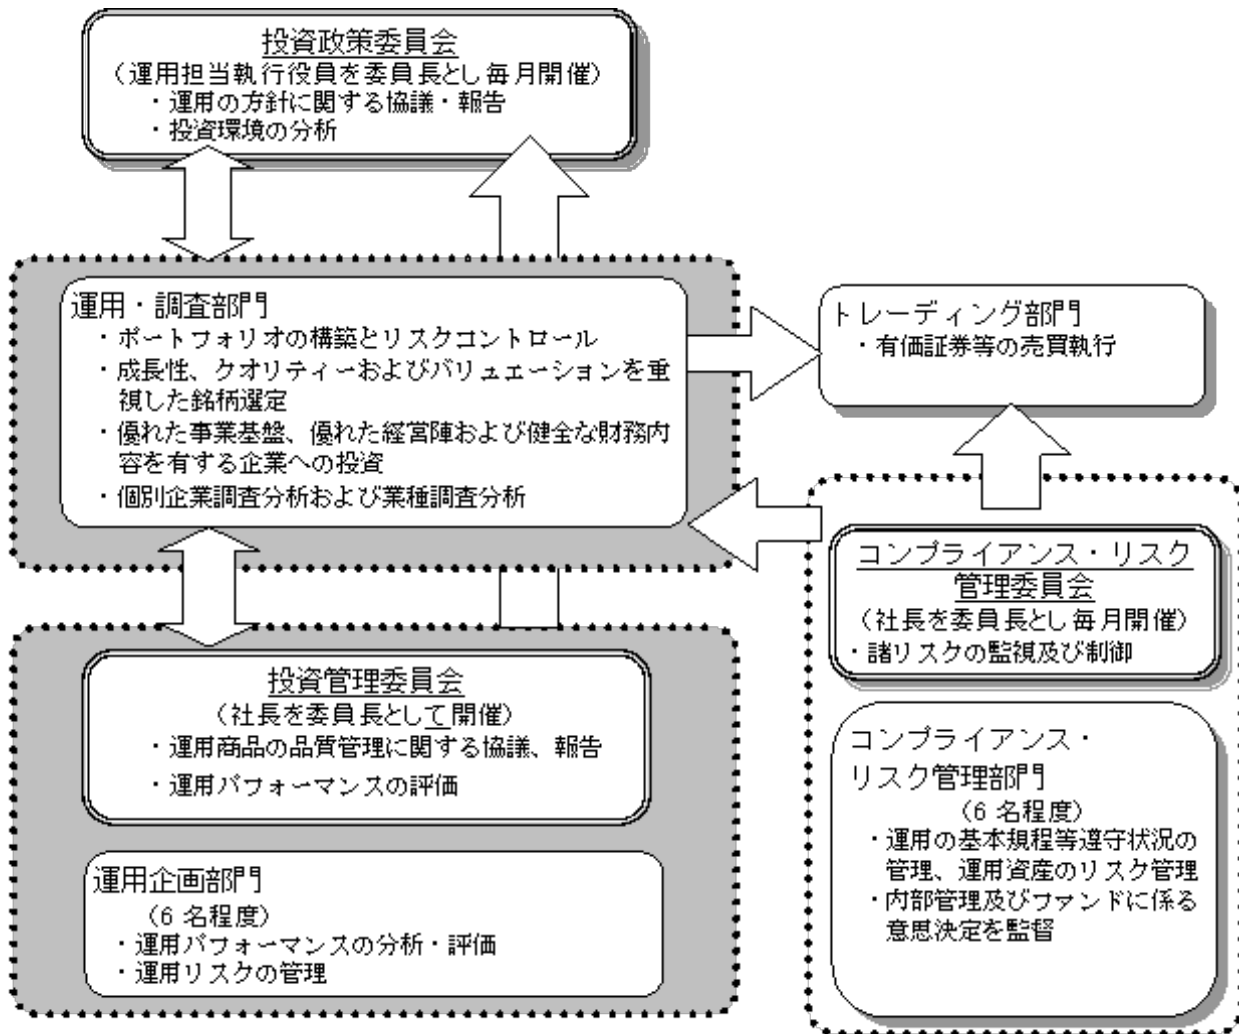 投資政策委員会
（運用担当執行役員を委員長とし毎月開催）
・運用の方針に関する協議・報告
・投資環境の分析
運用・調査部門
・ポートフォリオの構築とリスクコントロール
・成長性、クオリティーおよびバリュエーションを重
視した銘柄選定
・優れた事業基盤、優れた経営陣および健全な財務内
容を有する企業への投資
・個別企業調査分析および業種調査分析
トレーディング部門
・有価証券等の売買執行
コンプライアンス・リスク
管理委員会
（社長を委員長とし毎月開催）
・諸リスクの監視及び制御
投資管理委員会
（社長を委員長として開催）
・運用商品の品質管理に関する協議、報告
・運用パフォーマンスの評価
コンプライアンス・
リスク管理部門
（6 名程度）
・運用の基本規程等遵守状況の
管理、運用資産のリスク管理
・内部管理及びファンドに係る
意思決定を監督
運用企画部門
（6 名程度）
・運用パフォーマンスの分析・評価
・運用リスクの管理